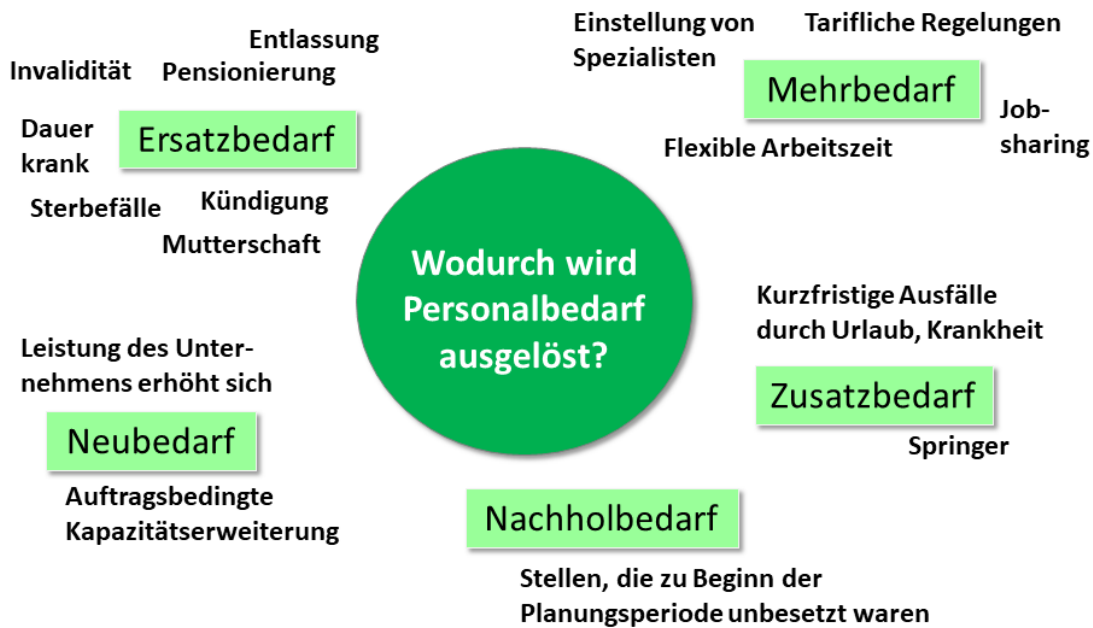 Entlassung
Invalidität
Pensionierung
Dauer
krank
Ersatzbedarf
Sterbefälle
Kündigung
Mutterschaft
Einstellung von
Spezialisten
Tarifliche Regelungen
Mehrbedarf
Job-
sharing
Flexible Arbeitszeit
Wodurch wird
Personalbedarf
ausgelöst?
Leistung des Unter-
nehmens erhöht sich
Neubedarf
Auftragsbedingte
Kapazitätserweiterung
Kurzfristige Ausfälle
durch Urlaub, Krankheit
Zusatzbedarf
Springer
Nachholbedarf
Stellen, die zu Beginn der
Planungsperiode unbesetzt waren